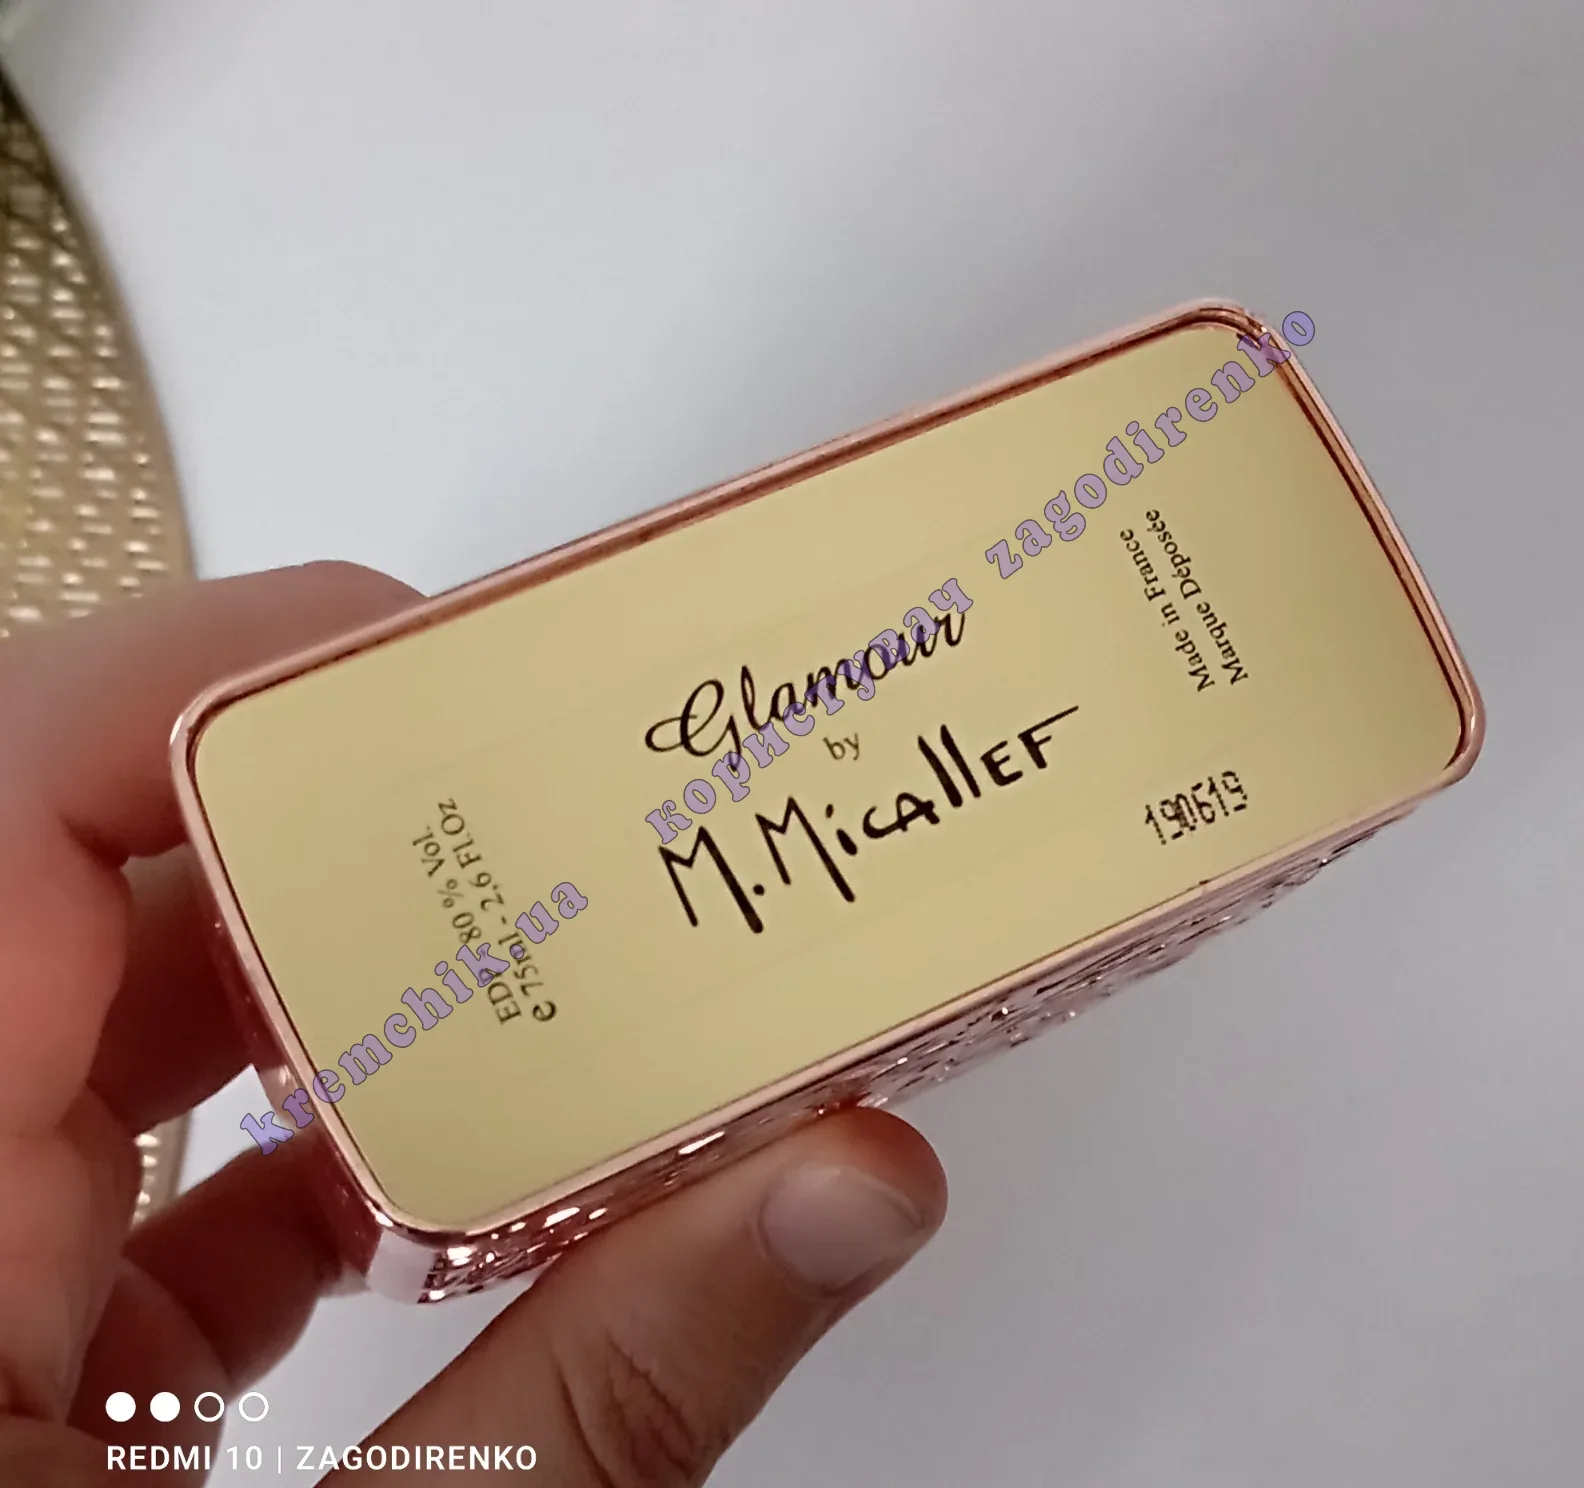 Glamour
by
M. Micallef
EDP 80 % Vol.
e 75ml - 2,6 Fl.Oz
Made in France
Marque Déposée
190619
kremchik.ua користувач zagodirenko
REDMI 10 | ZAGODIRENKO